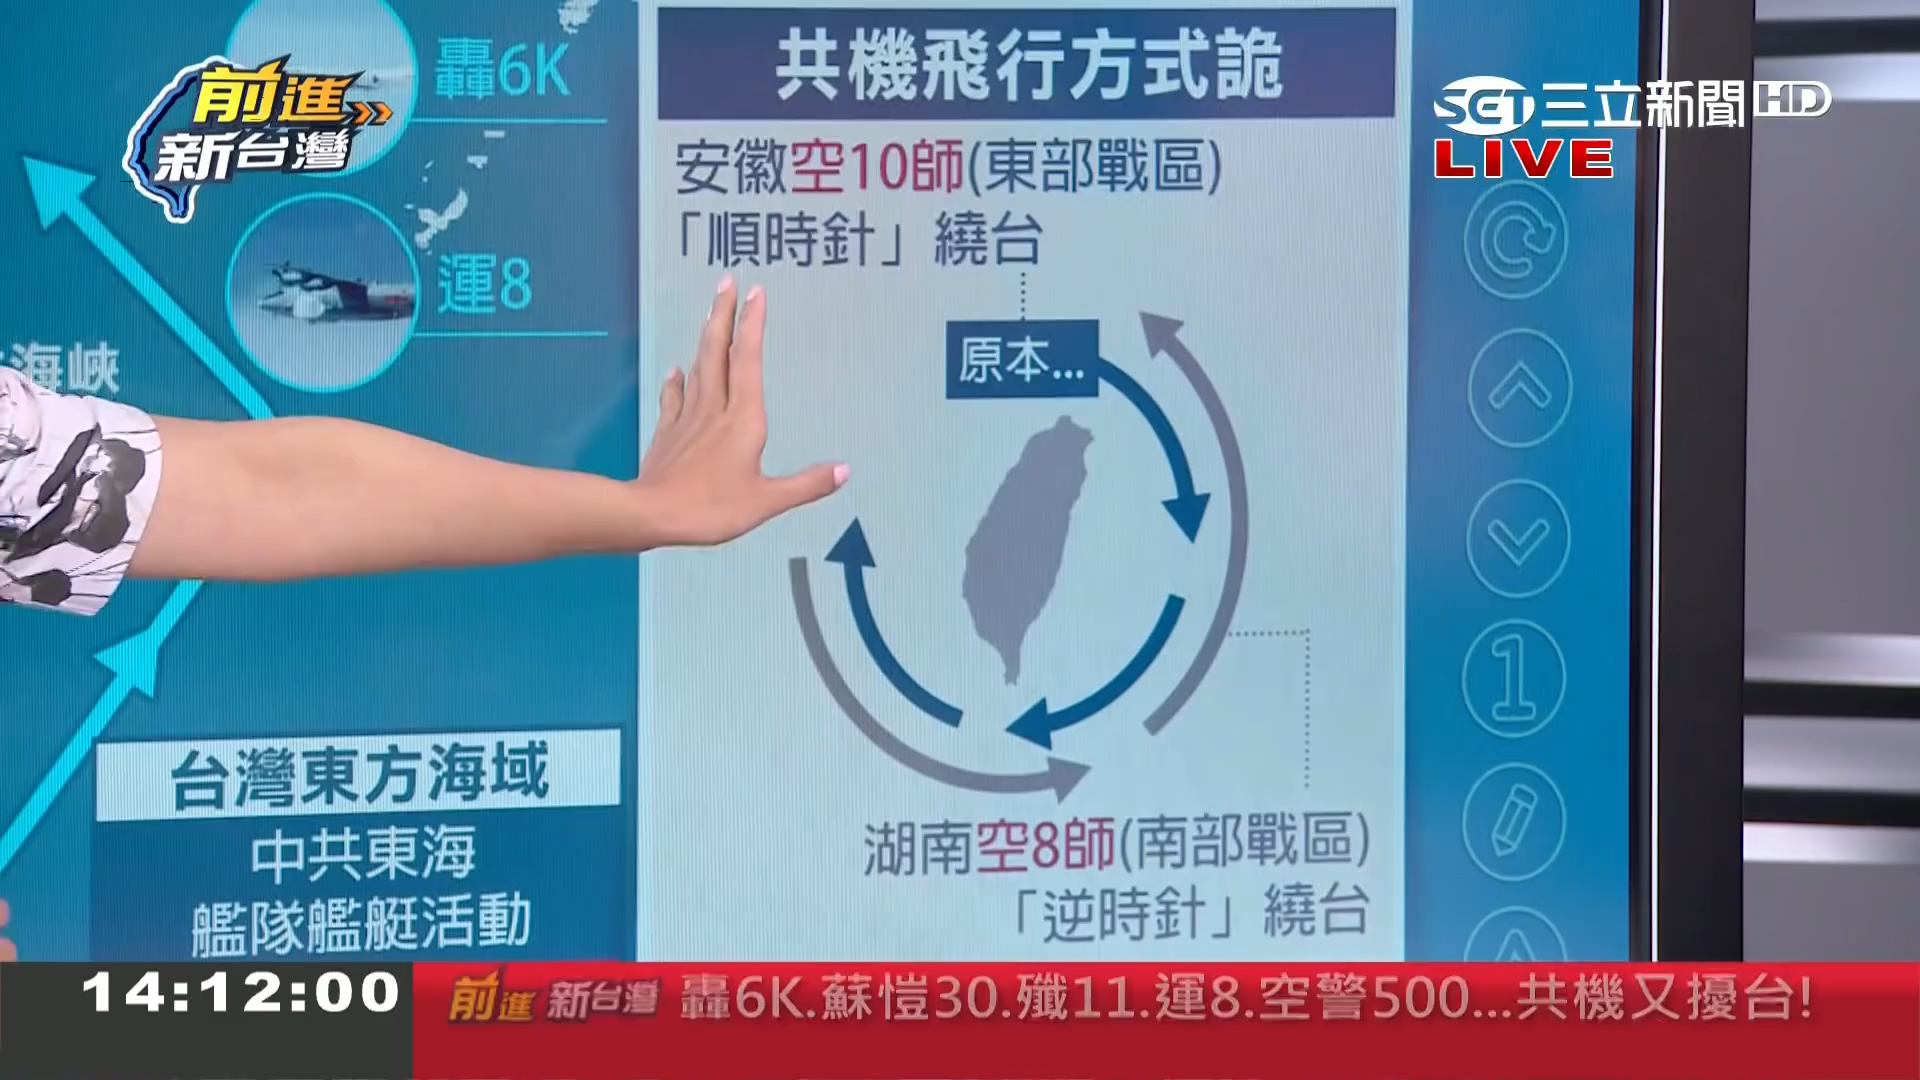 轟6K
前進
新台灣
運8
海峽
台灣東方海域
中共東海
艦隊艦艇活動
共機飛行方式詭
安徽空10師(東部戰區)
「順時針」繞台
原本...
湖南空8師(南部戰區)
「逆時針」繞台
SET三立新聞HD
LIVE
1
14:12:00
前進新台灣
轟6K.蘇愷30.殲11.運8.空警500...共機又擾台!